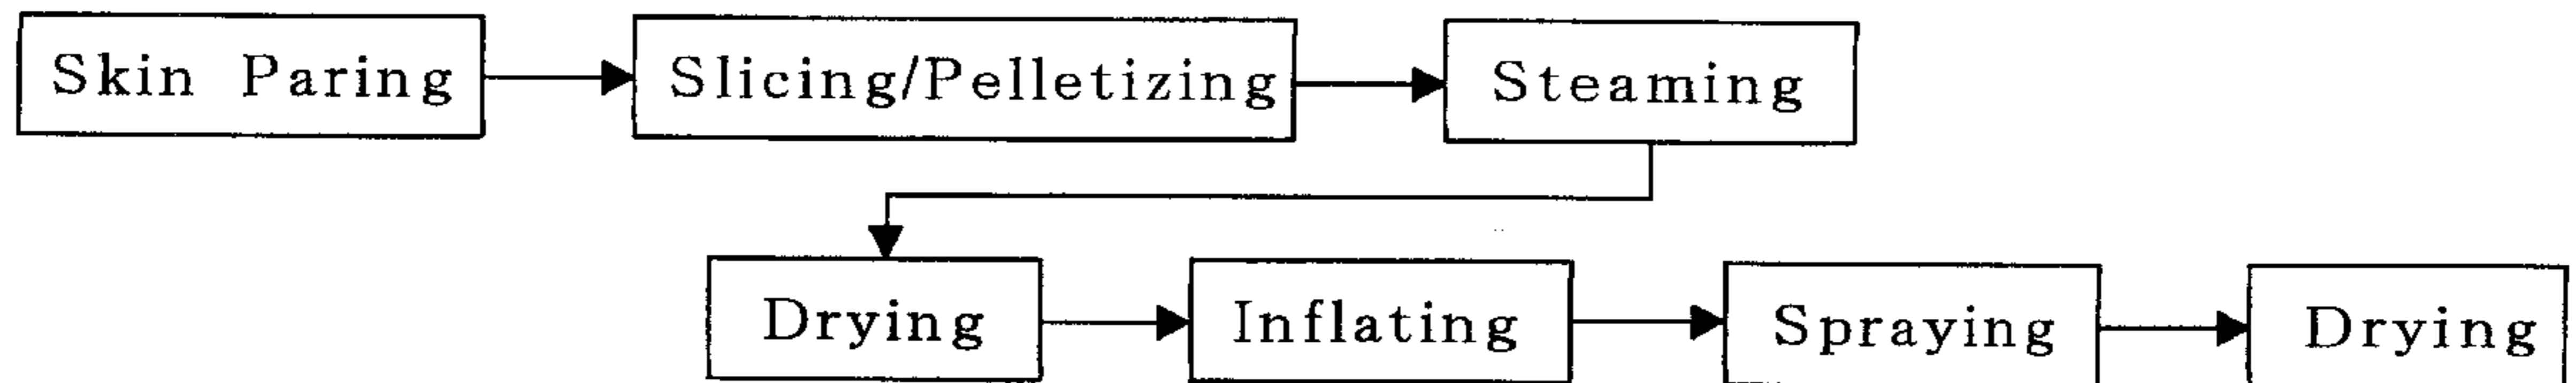 Skin Paring
Slicing/Pelletizing
Steaming
Drying
Inflating
Spraying
Drying